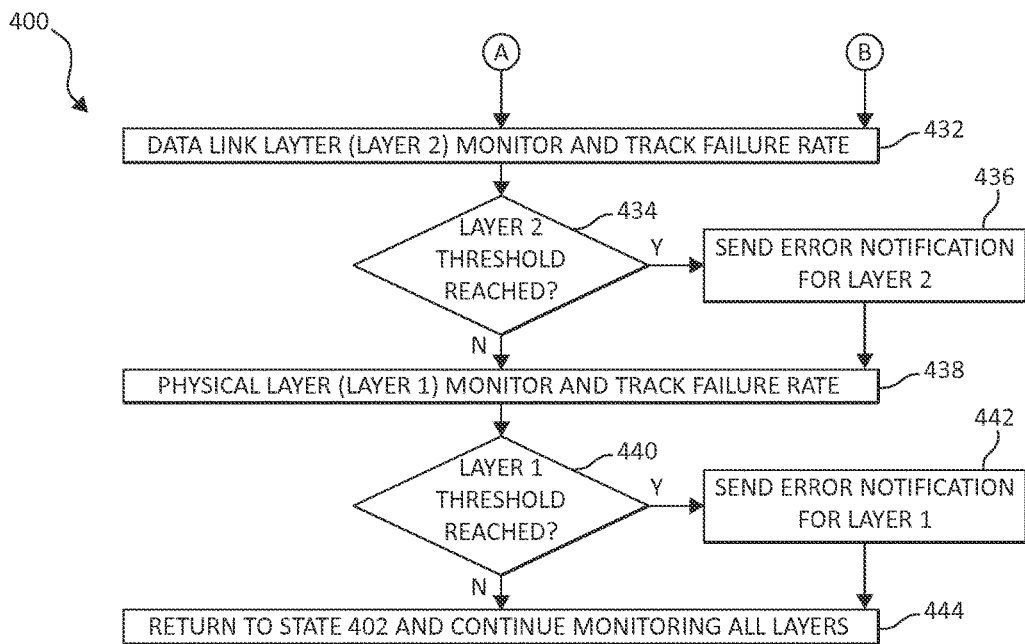 400
A
B
DATA LINK LAYTER (LAYER 2) MONITOR AND TRACK FAILURE RATE
432
LAYER 2
THRESHOLD
REACHED?
434
Y
N
436
SEND ERROR NOTIFICATION
FOR LAYER 2
PHYSICAL LAYER (LAYER 1) MONITOR AND TRACK FAILURE RATE
438
LAYER 1
THRESHOLD
REACHED?
440
Y
N
442
SEND ERROR NOTIFICATION
FOR LAYER 1
RETURN TO STATE 402 AND CONTINUE MONITORING ALL LAYERS
444